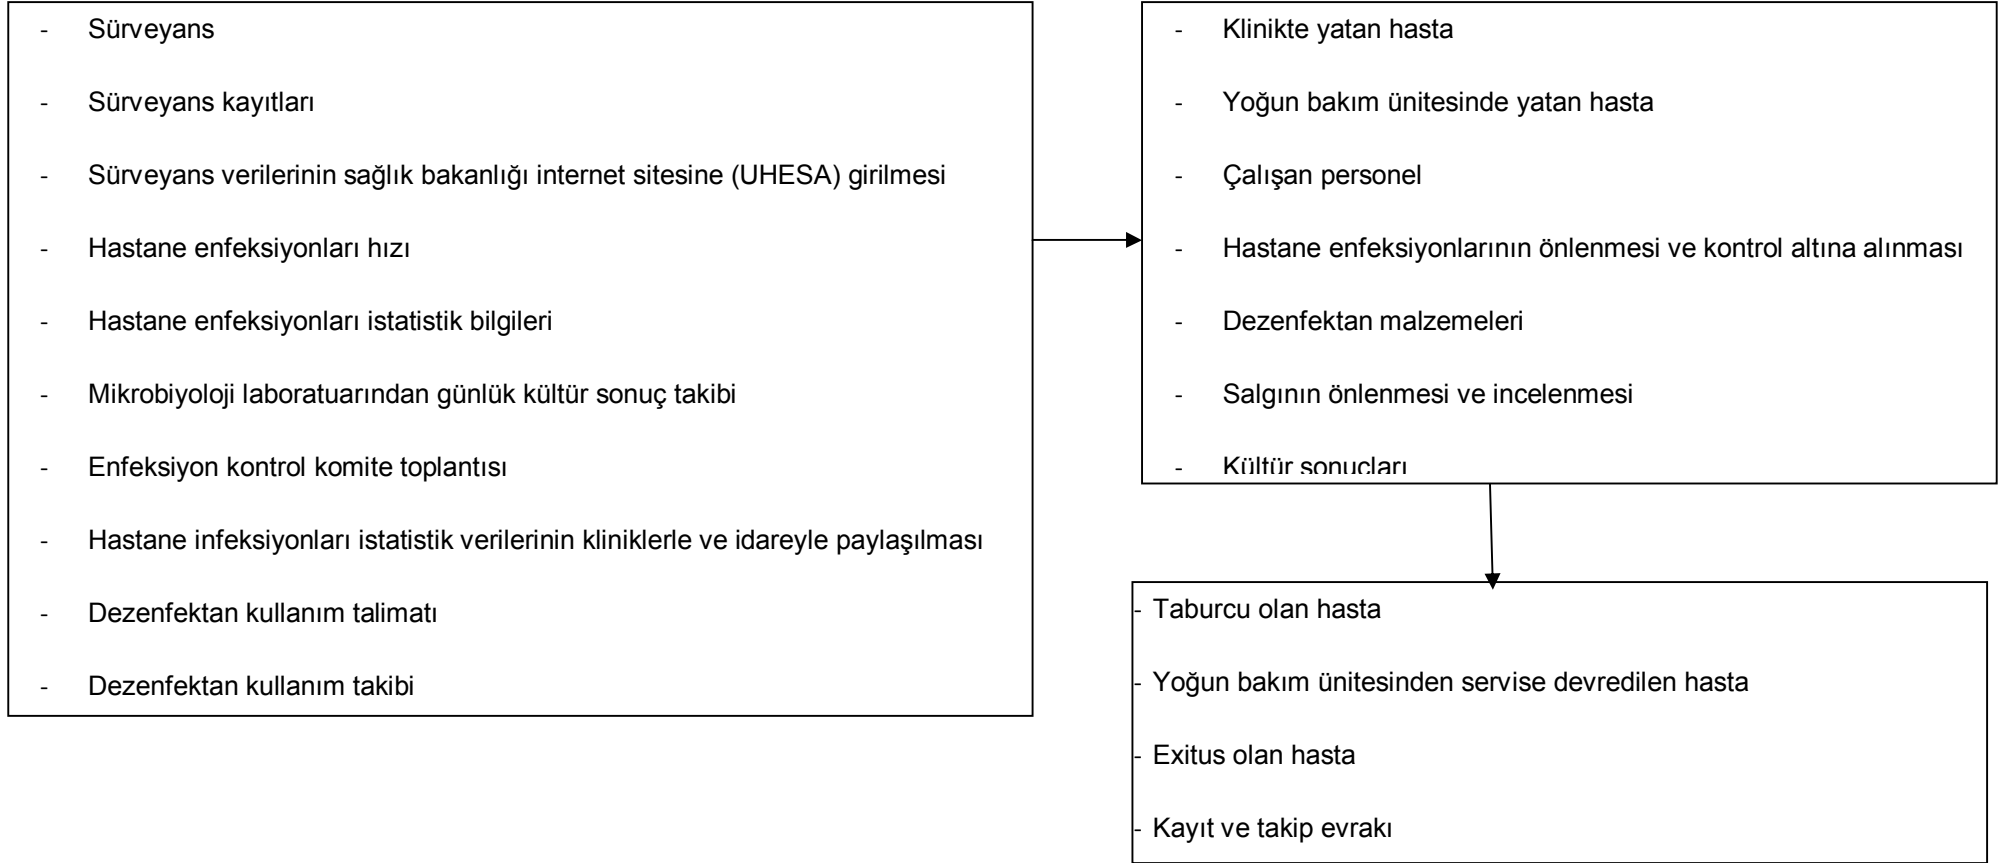 - Sürveyans
- Sürveyans kayıtları
- Sürveyans verilerinin sağlık bakanlığı internet sitesine (UHESA) girilmesi
- Hastane enfeksiyonları hızı
- Hastane enfeksiyonları istatistik bilgileri
- Mikrobiyoloji laboratuarından günlük kültür sonuç takibi
- Enfeksiyon kontrol komite toplantısı
- Hastane infeksiyonları istatistik verilerinin kliniklerle ve idareyle paylaşılması
- Dezenfektan kullanım talimatı
- Dezenfektan kullanım takibi
- Klinikte yatan hasta
- Yoğun bakım ünitesinde yatan hasta
- Çalışan personel
- Hastane enfeksiyonlarının önlenmesi ve kontrol altına alınması
- Dezenfektan malzemeleri
- Salgının önlenmesi ve incelenmesi
- Kültür sonuçları
- Taburcu olan hasta
- Yoğun bakım ünitesinden servise devredilen hasta
- Exitus olan hasta
- Kayıt ve takip evrakı